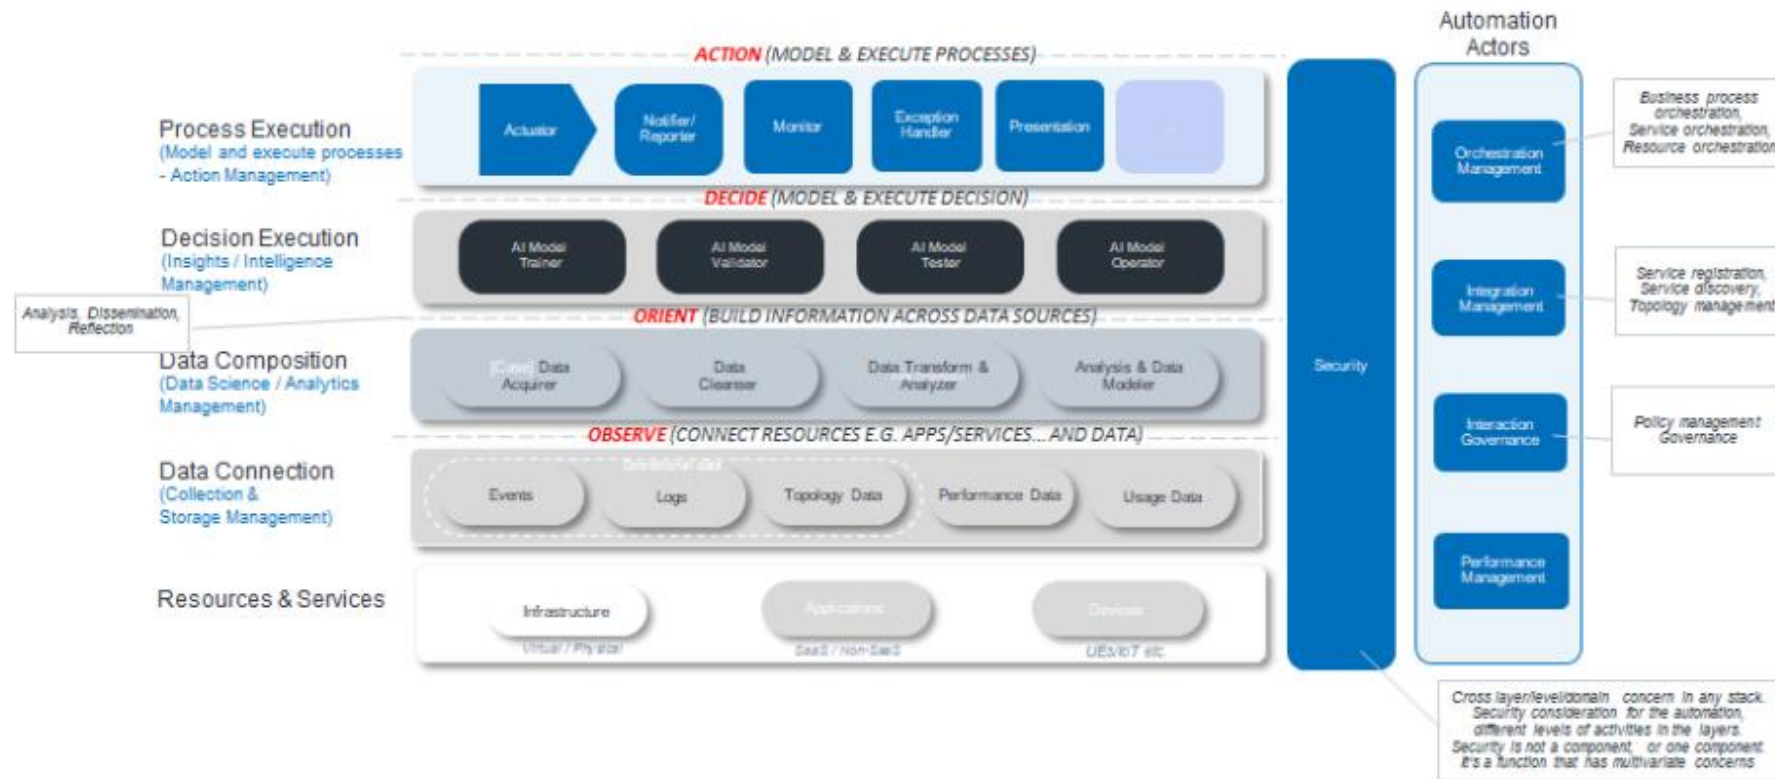 Automation
Actors
ACTION (MODEL & EXECUTE PROCESSES)
Process Execution
(Model and execute processes
- Action Management)
Actuator
Notifier/
Reporter
Monitor
Exception
Handler
Presentation
...
DECIDE (MODEL & EXECUTE DECISION)
Decision Execution
(Insights / Intelligence
Management)
AI Model
Trainer
AI Model
Validator
AI Model
Tester
AI Model
Operator
Analysis, Dissemination,
Reflection
ORIENT (BUILD INFORMATION ACROSS DATA SOURCES)
Data Composition
(Data Science / Analytics
Management)
Data
Acquirer
Data
Cleanser
Data Transform &
Analyzer
Analysis & Data
Modeler
OBSERVE (CONNECT RESOURCES E.G. APPS/SERVICES... AND DATA)
Data Connection
(Collection &
Storage Management)
Events
Logs
Topology Data
Performance Data
Usage Data
Resources & Services
Infrastructure
Virtual / Physical
Applications
SaaS / Non-SaaS
Devices
UEs/IoT etc.
Security
Orchestration
Management
Integration
Management
Interaction
Governance
Performance
Management
Business process
orchestration,
Service orchestration,
Resource orchestration
Service registration,
Service discovery,
Topology management
Policy management
Governance
Cross layer/level/domain concern in any stack.
Security consideration for the automation,
different levels of activities in the layers.
Security is not a component, or one component.
It's a function that has multivariate concerns